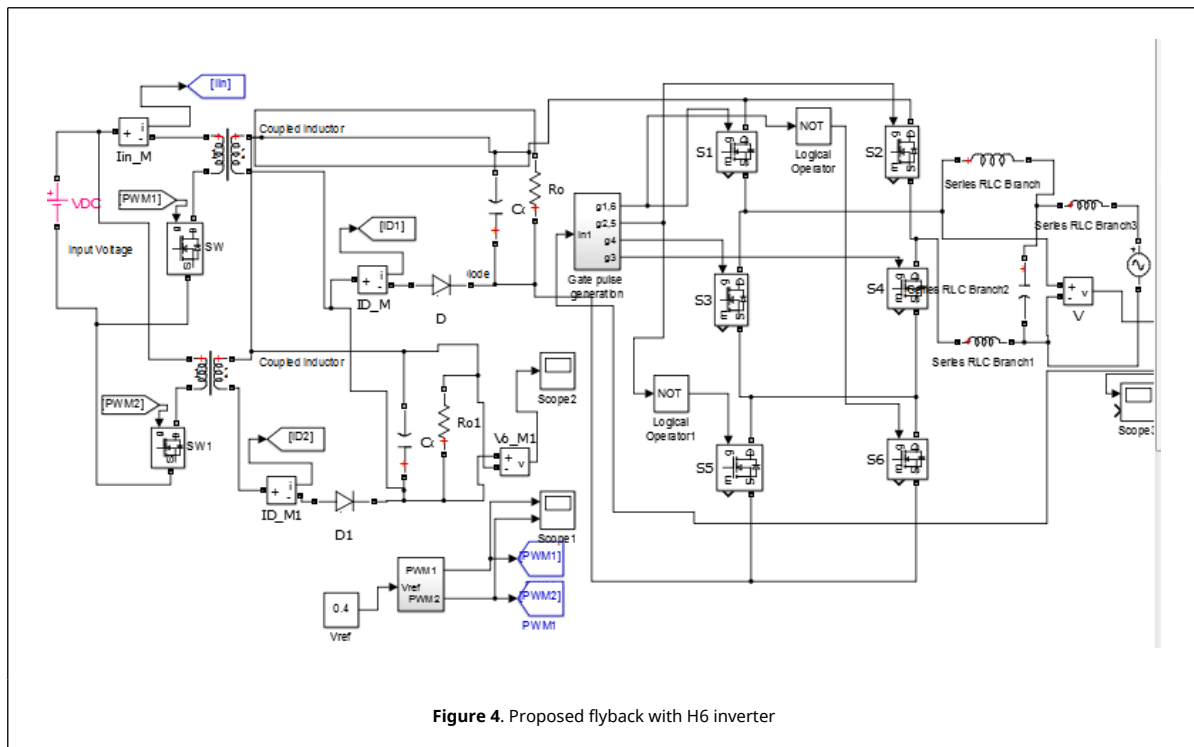 [IIn]
Coupled Inductor
Iin_M
i
+ -
[PWM1]
VDC
SW
Input Voltage
[ID1]
Ro
ID_M
i
+ -
D
iode
In1
g1,6
g2,5
g4
g3
Gate pulse
generation
S1
NOT
Logical
Operator
S2
S3
S4
Series RLC Branch
Series RLC Branch3
Series RLC Branch2
V
+
-
v
Series RLC Branch1
Coupled Inductor
[PWM2]
SW1
[ID2]
ID_M1
i
+ -
D1
Ro1
Vo_M1
+
-
v
Scope2
Scope1
NOT
Logical
Operator1
S5
S6
Scope3
0.4
Vref
Vref
PWM1
PWM2
[PWM1]
[PWM2]
PWM1
Figure 4. Proposed flyback with H6 inverter